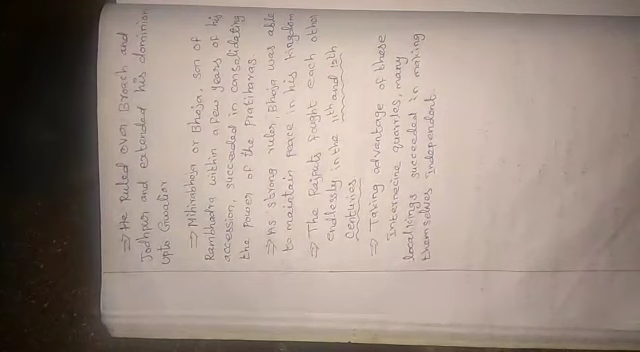 ⇒ He Ruled over Broach and
Jodhpur and extended his dominion
upto Gwalior
⇒ Mihirabhoja or Bhoja, son of
Rambhadra within a few years of his
accession, succeeded in consolidating
the power of the Pratiharas.
⇒ As strong ruler, Bhoja was able
to maintain peace in his kingdom
⇒ The Rajputs fought each other
endlessly in the 11th and 12th
centuries
⇒ Taking advantage of these
Internecine quarles, many
localkings succeeded in making
themselves Independent.